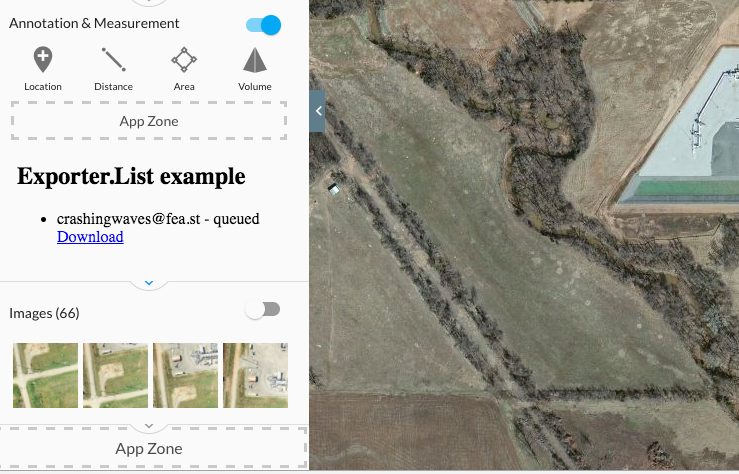 Annotation & Measurement
Location Distance Area Volume
App Zone
Exporter.List example
crashingwaves@fea.st - queued
Download
Images (66)
App Zone